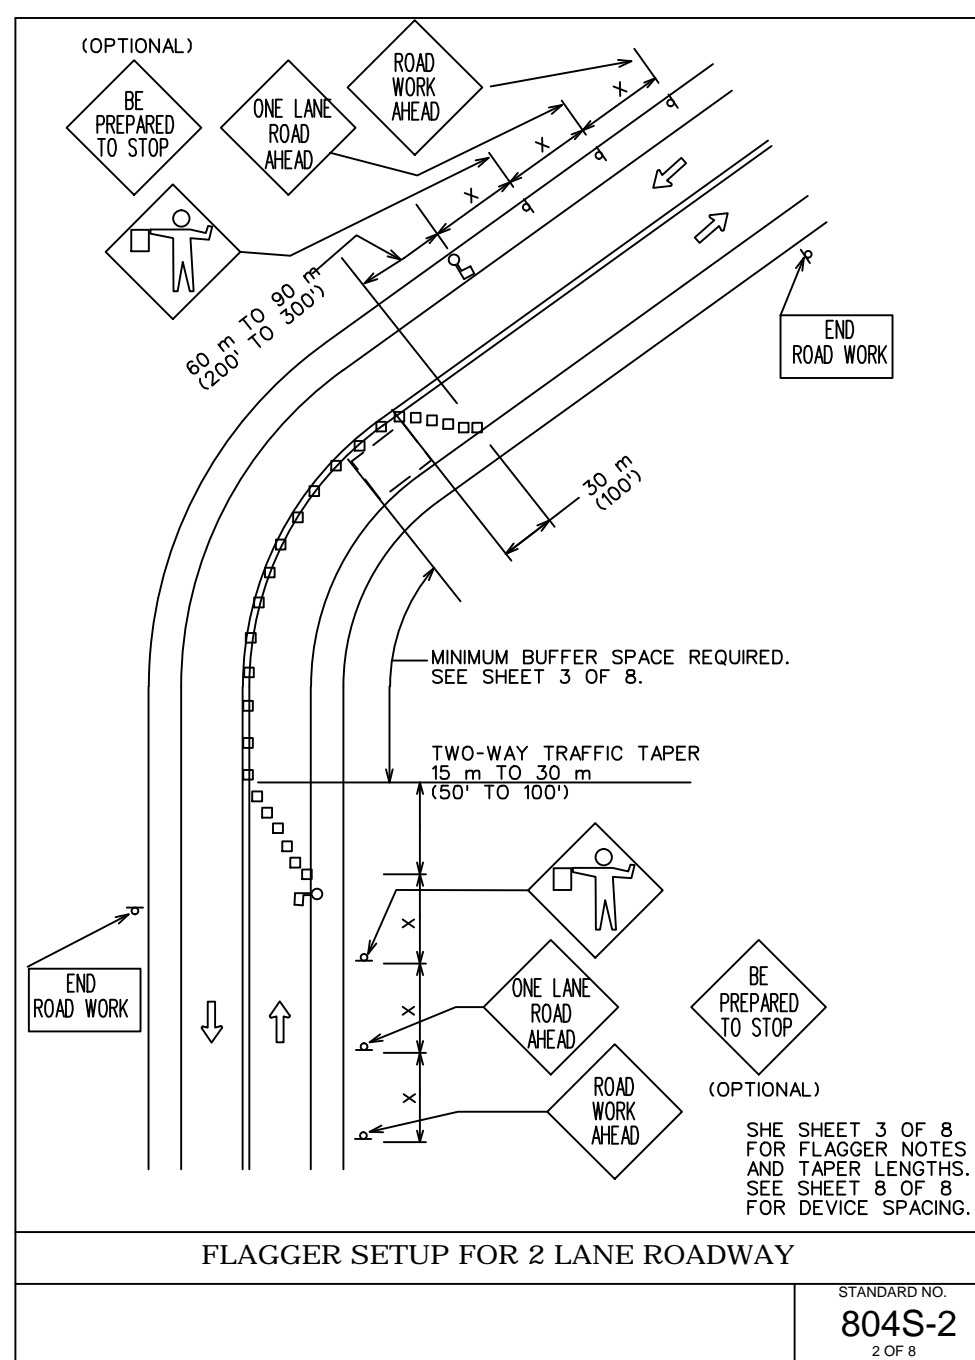 (OPTIONAL)
BE
PREPARED
TO STOP
ONE LANE
ROAD
AHEAD
ROAD
WORK
AHEAD
X
X
X
60 m TO 90 m
(200' TO 300')
END
ROAD WORK
30 m
(100')
MINIMUM BUFFER SPACE REQUIRED.
SEE SHEET 3 OF 8.
TWO-WAY TRAFFIC TAPER
15 m TO 30 m
(50' TO 100')
X
X
X
END
ROAD WORK
ONE LANE
ROAD
AHEAD
BE
PREPARED
TO STOP
(OPTIONAL)
ROAD
WORK
AHEAD
SHE SHEET 3 OF 8
FOR FLAGGER NOTES
AND TAPER LENGTHS.
SEE SHEET 8 OF 8
FOR DEVICE SPACING.
FLAGGER SETUP FOR 2 LANE ROADWAY
STANDARD NO.
804S-2
2 OF 8